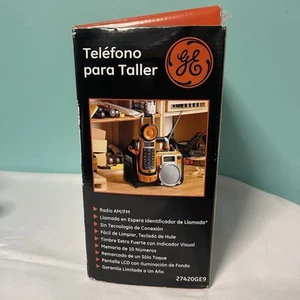 Teléfono
para Taller
GE
• Radio AM/FM
• Llamada en Espera Identificador de Llamada*
• Sin Tecnología de Conexión
• Fácil de Limpiar, Teclado de Hule
• Timbre Extra Fuerte con Indicador Visual
• Memoria de 10 Números
• Remarcado de un Sólo Toque
• Pantalla LCD con Iluminación de Fondo
• Garantía Limitada a Un Año
27420GE9